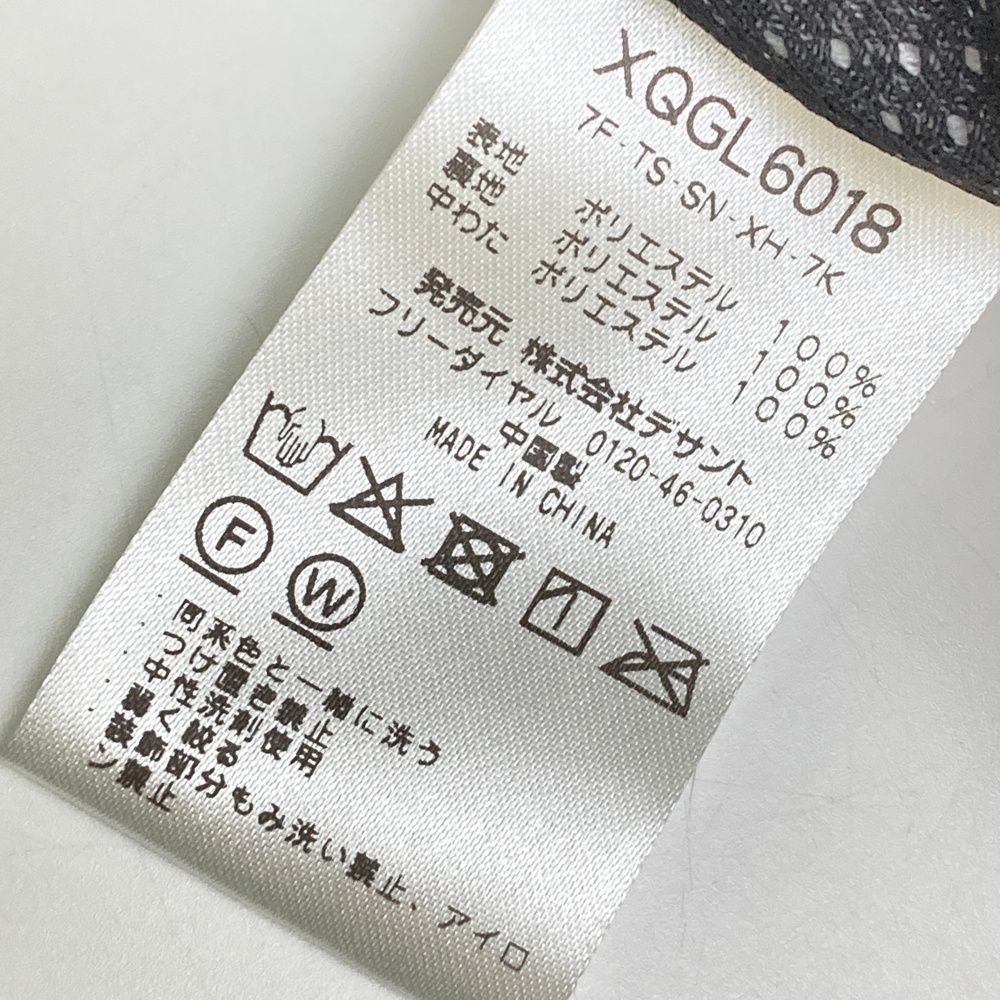 XQGL6018
7F-TS-SN-XH-7K
表地 ポリエステル 100%
裏地 ポリエステル 100%
中わた ポリエステル 100%
発売元 株式会社デサント
フリーダイヤル 0120-46-0310
中国製
MADE IN CHINA
F
W
同系色と一緒に洗う
つけ置き禁止
中性洗剤使用
弱く絞る
装飾部分もみ洗い禁止、アイロ
ン禁止